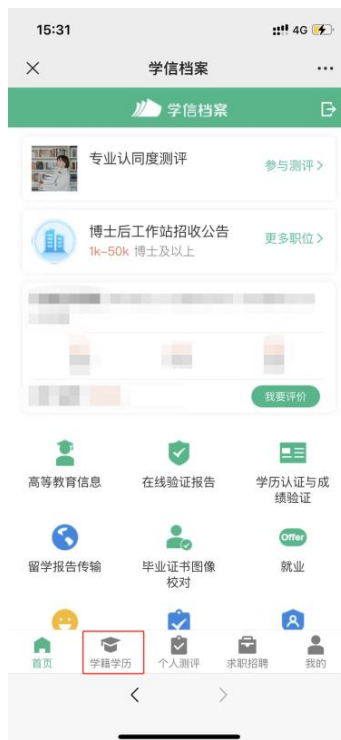 15:31
4G
学信档案
学信档案
专业认同度测评
参与测评>
博士后工作站招收公告
1k-50k 博士及以上
更多职位>
我要评价
高等教育信息
在线验证报告
学历认证与成
绩验证
留学报告传输
毕业证书图像
校对
Offer
就业
首页
学籍学历
个人测评
求职招聘
我的